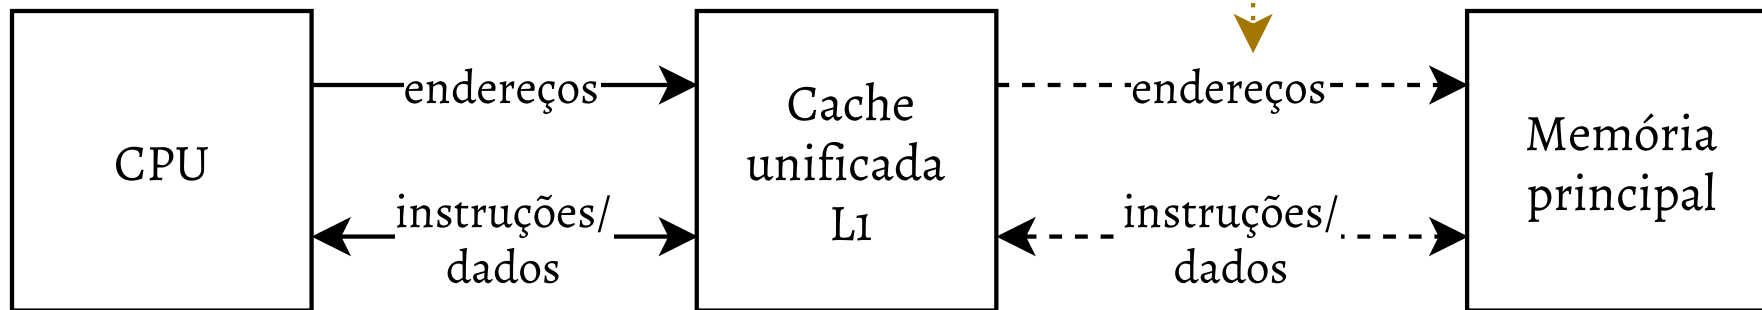 CPU
endereços
instruções/
dados
Cache
unificada
L1
endereços
instruções/
dados
Memória
principal